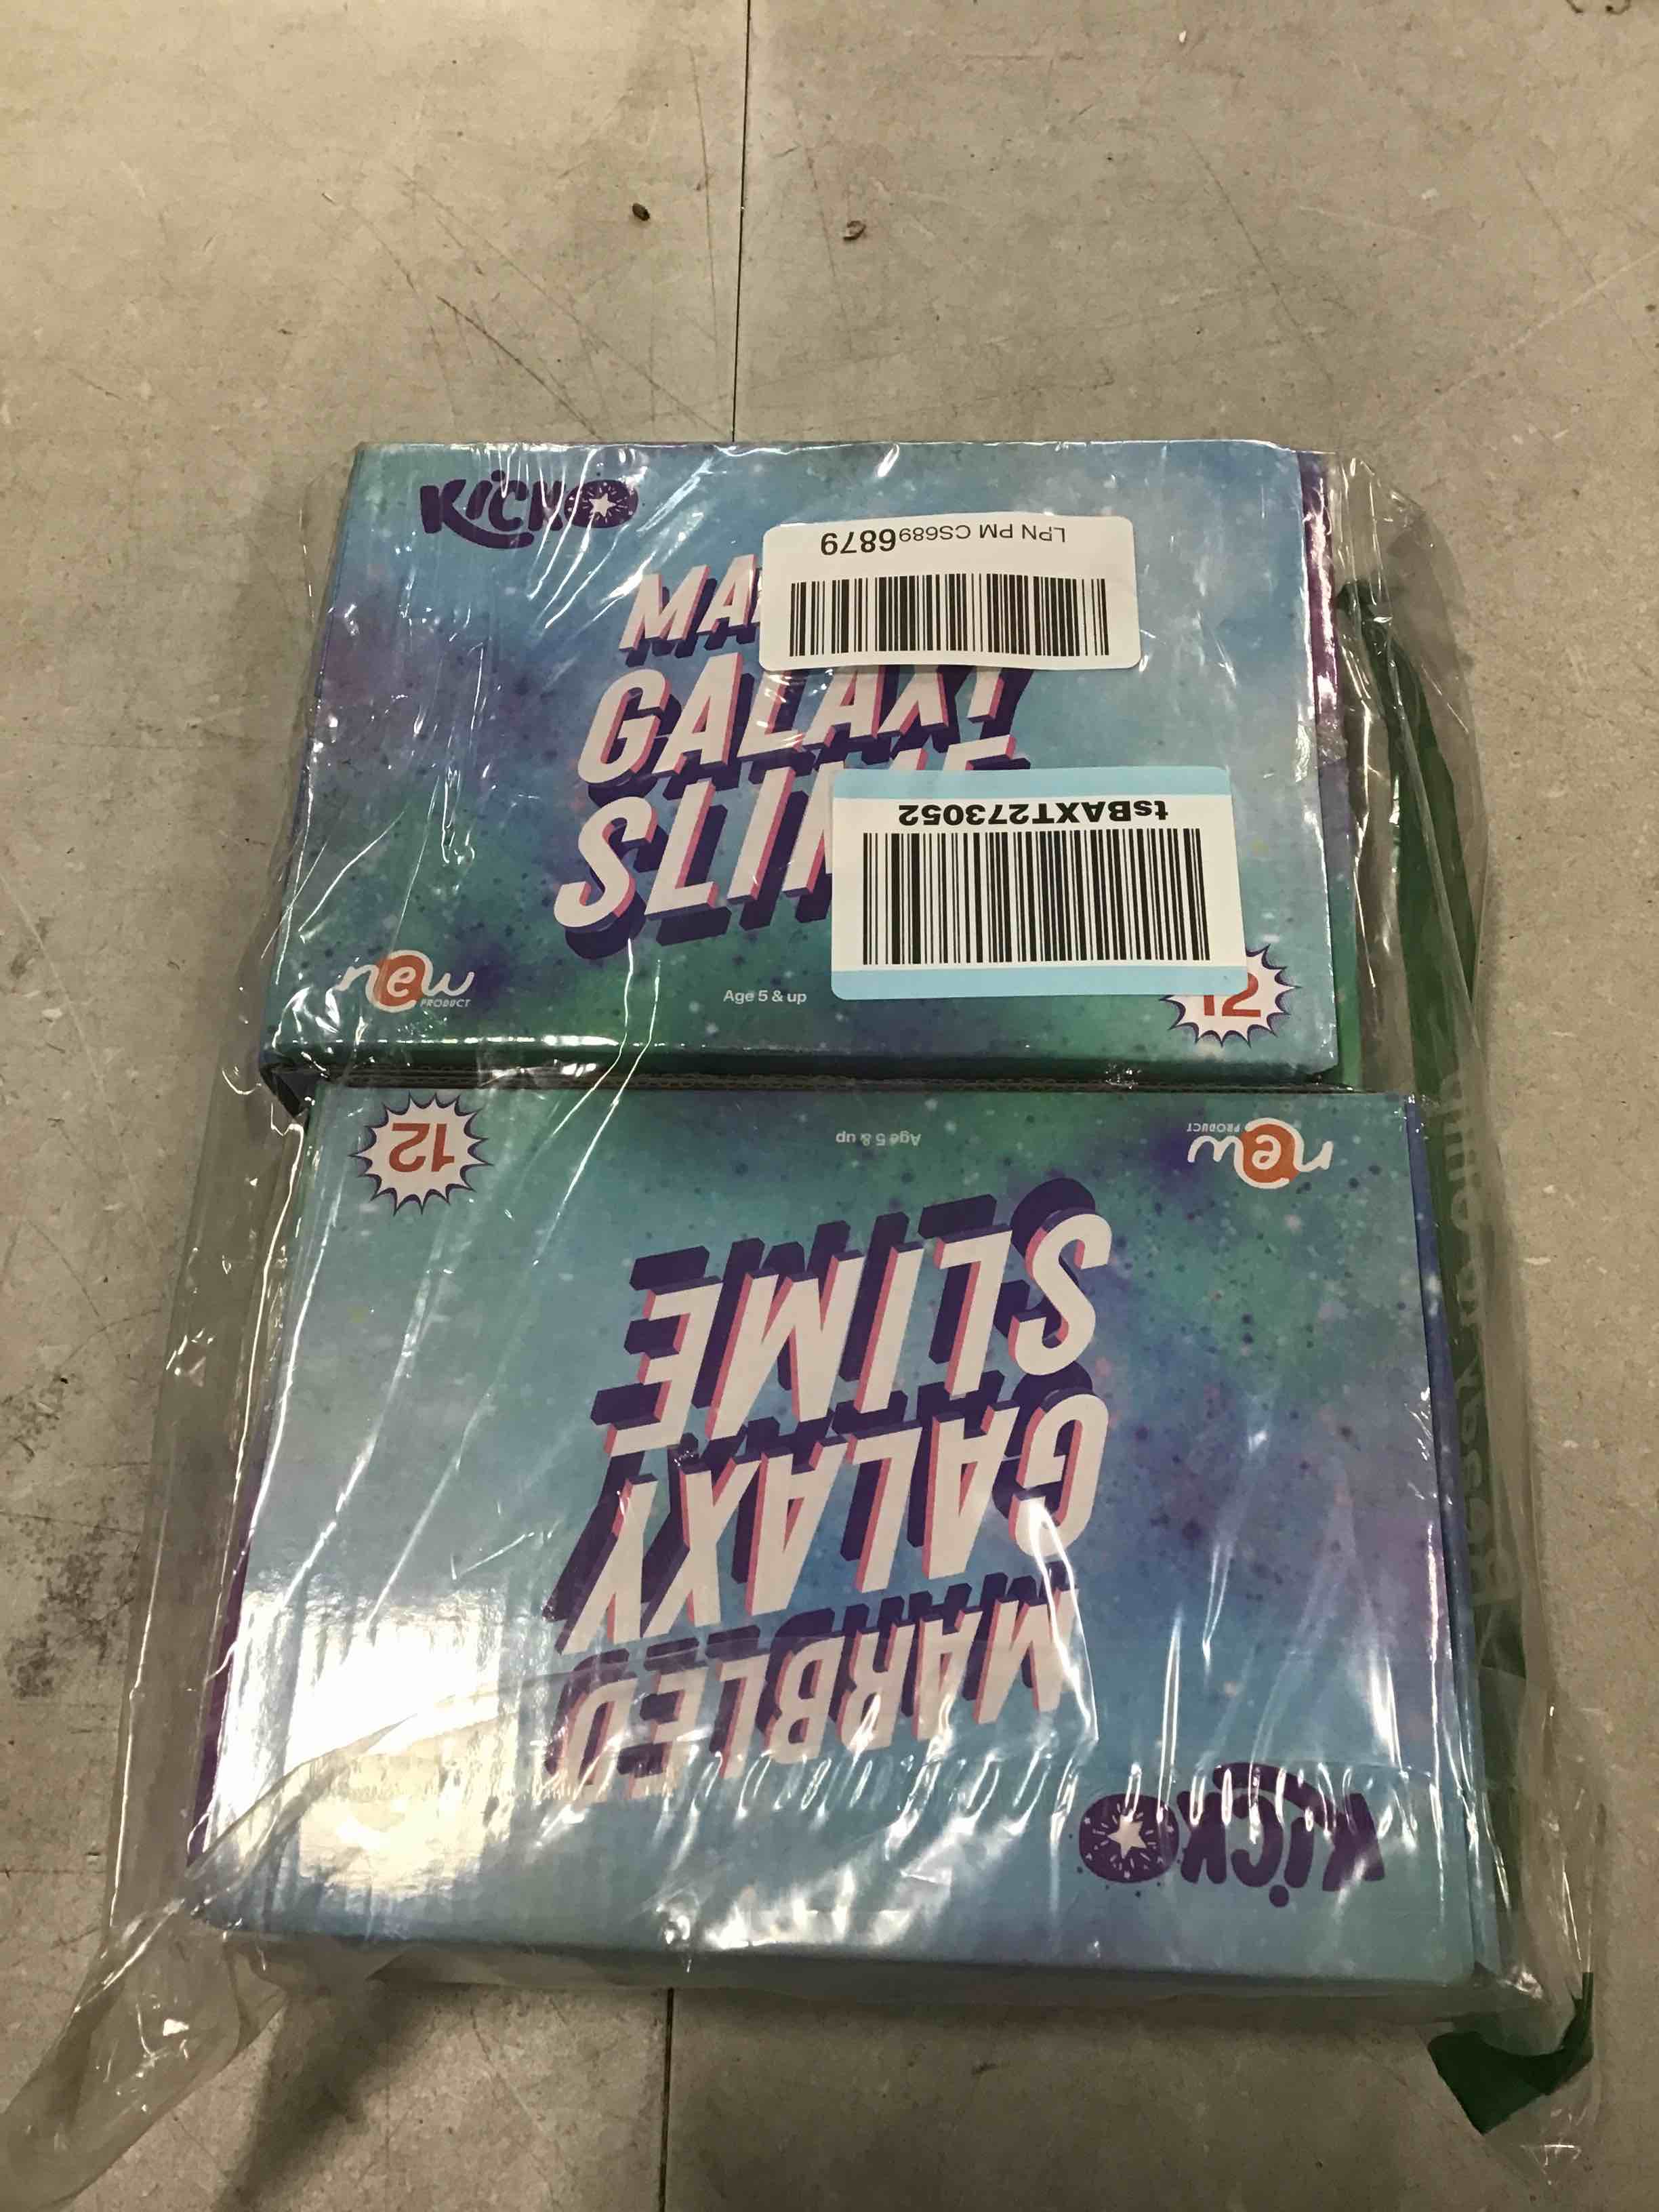 KICKO
LPN PM CS6896879
MA
GALAXY
SLIME
tsBAXT273052
new
PRODUCT
Age 5 & up
12
12
Age 5 & up
new
PRODUCT
KICKO
MARBLED
GALAXY
SLIME